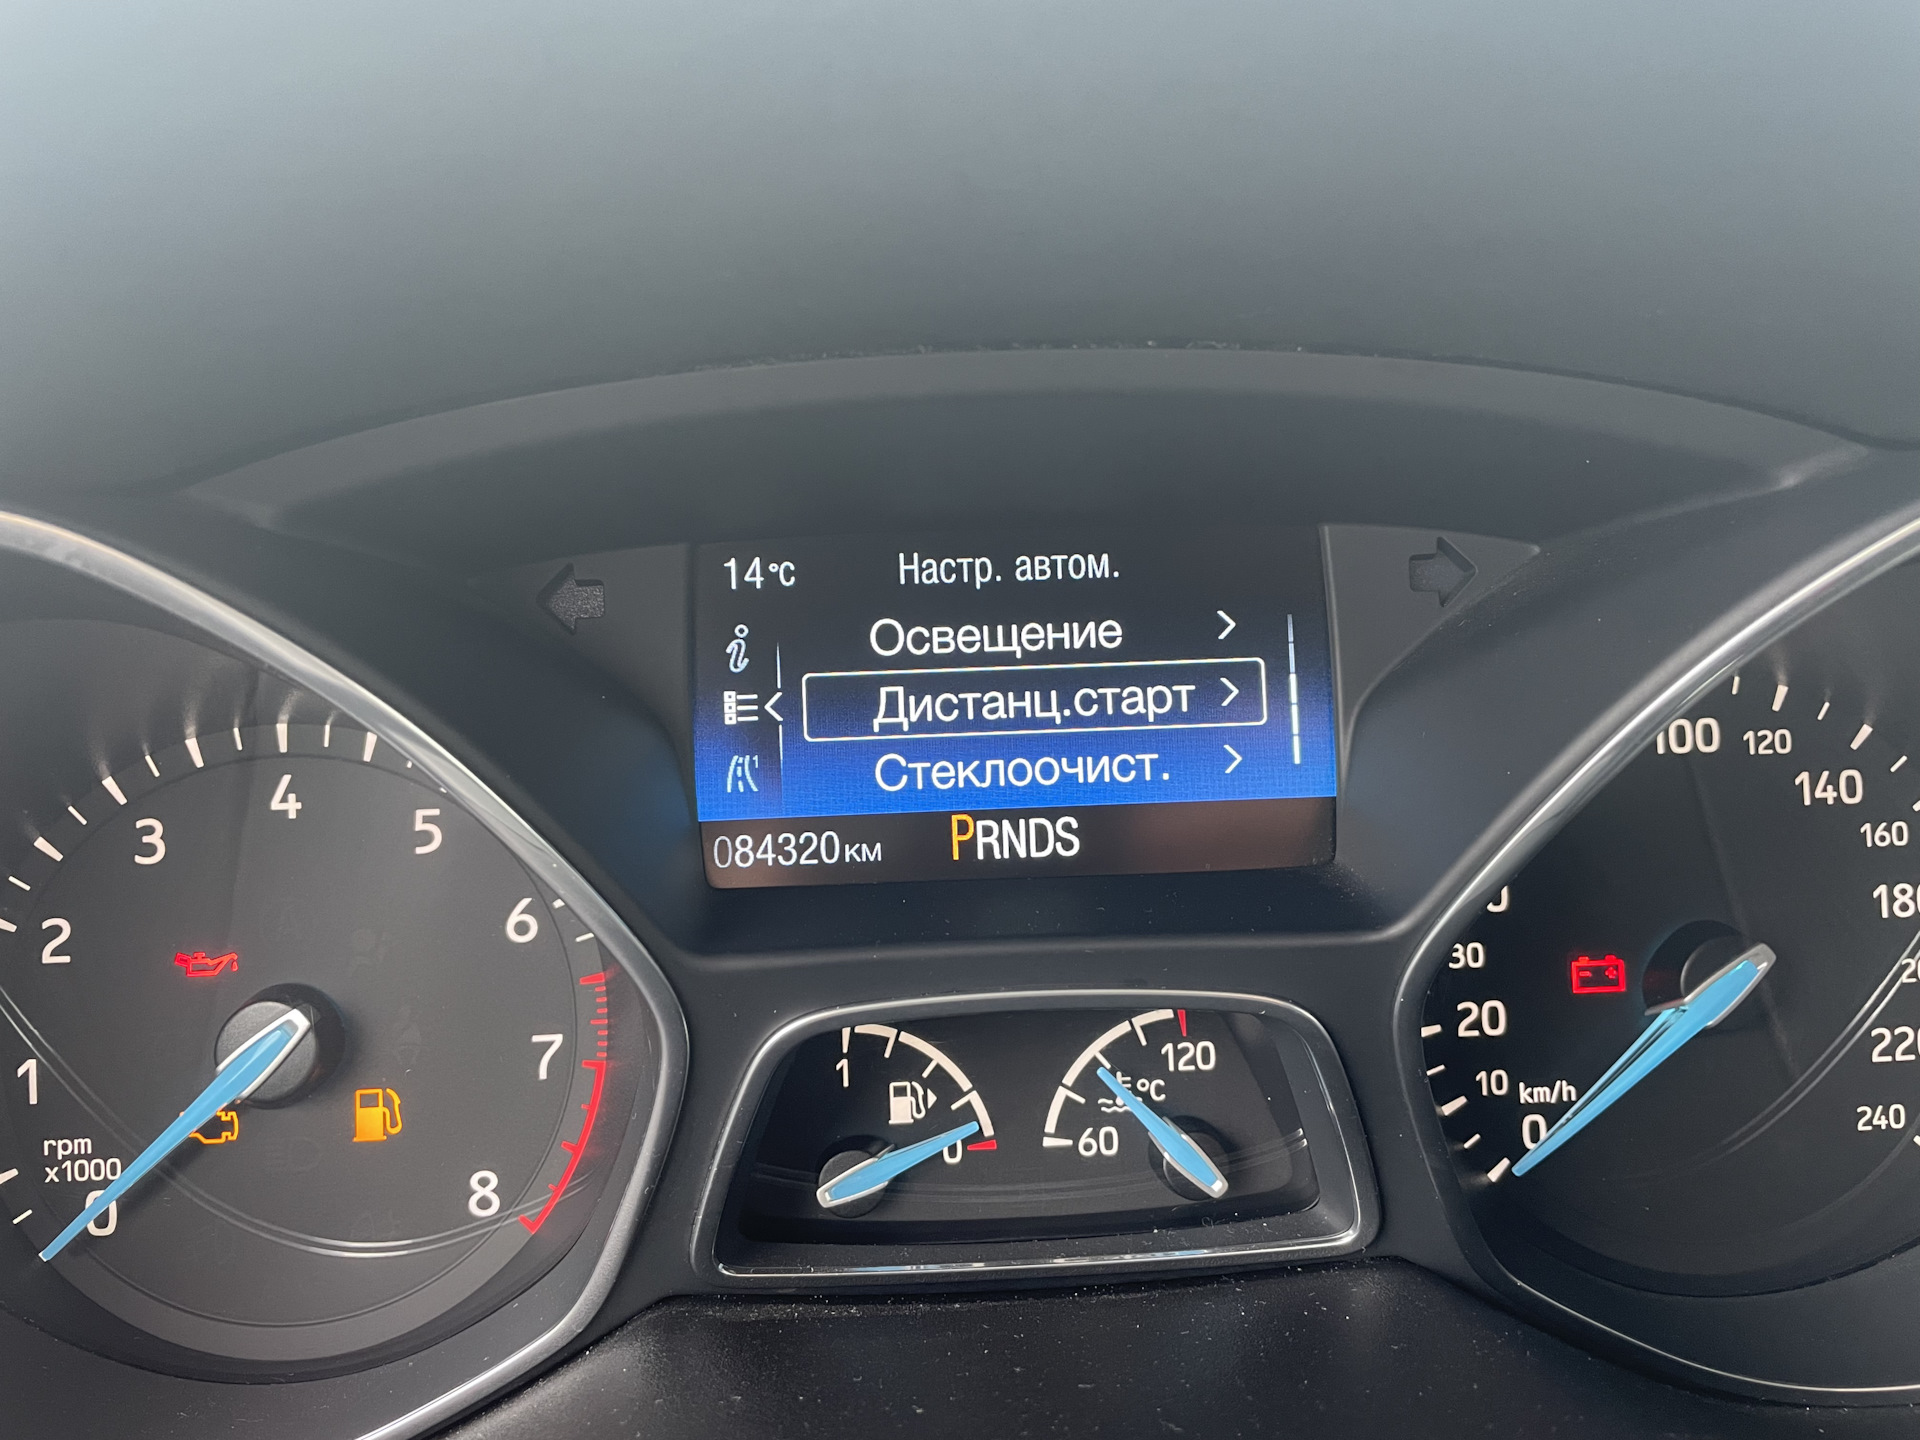 14°C Настр. автом.
Освещение
Дистанц.старт
Стеклоочист.
084320км PRNDS
0 1 2 3 4 5 6 7 8
rpm
x1000
1 0
60 120
°C
0 10 20 30 100
km/h
120 140 160 220 240